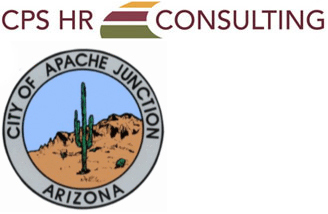 CPS HR CONSULTING
CITY OF APACHE JUNCTION
ARIZONA